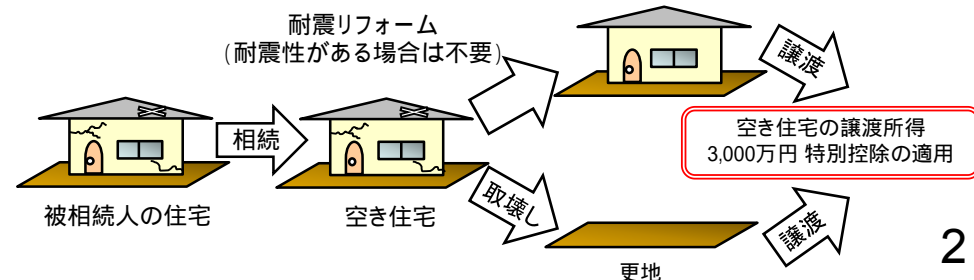 耐震リフォーム
(耐震性がある場合は不要)
相続
譲渡
空き住宅の譲渡所得
3,000万円 特別控除の適用
被相続人の住宅
空き住宅
取壊し
譲渡
更地
2